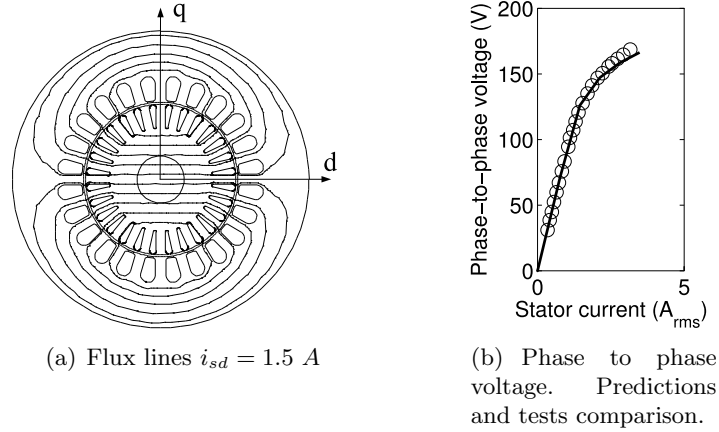 q
d
(a) Flux lines i_sd = 1.5 A
200
150
100
50
0
0
5
Phase−to−phase voltage (V)
Stator current (A_rms)
(b) Phase to phase
voltage. Predictions
and tests comparison.